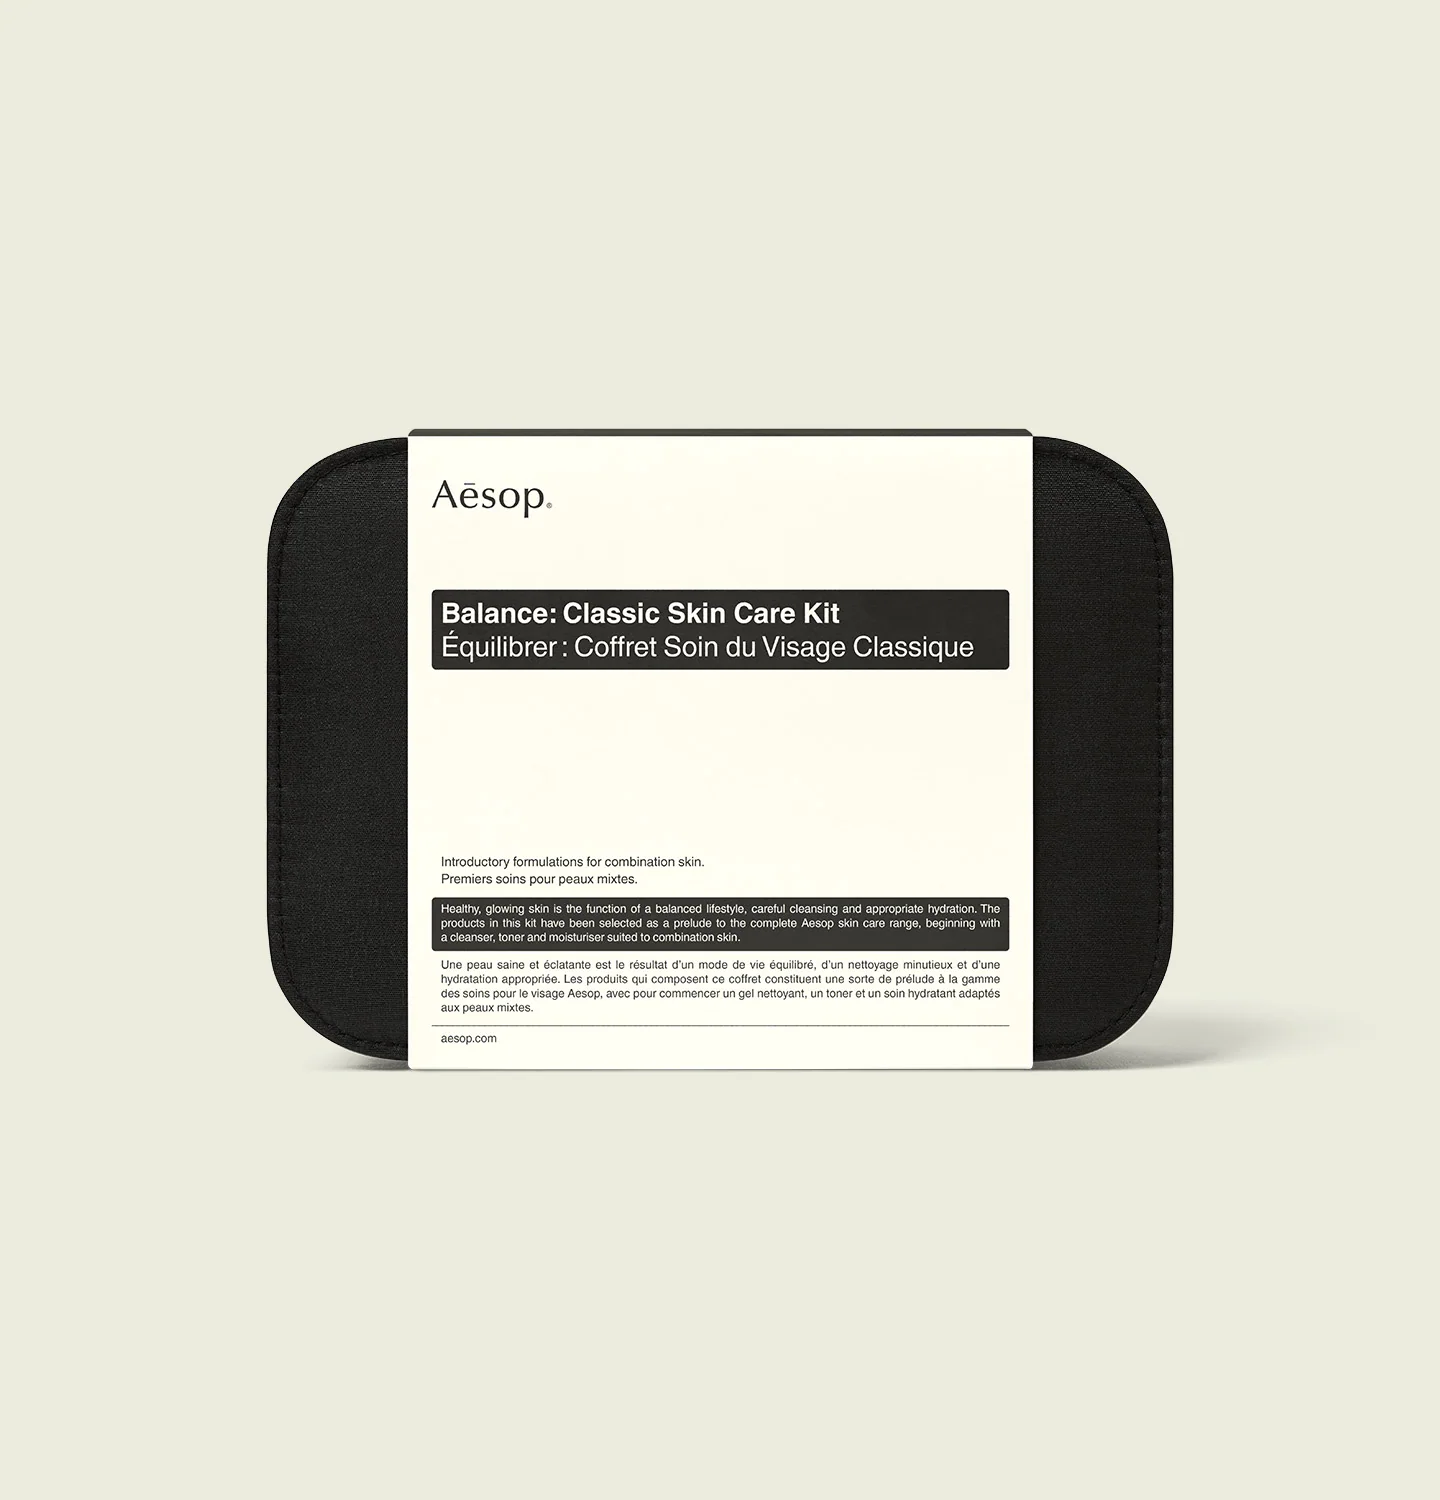 Aēsop®
Balance: Classic Skin Care Kit
Équilibrer : Coffret Soin du Visage Classique
Introductory formulations for combination skin.
Premiers soins pour peaux mixtes.
Healthy, glowing skin is the function of a balanced lifestyle, careful cleansing and appropriate hydration. The
products in this kit have been selected as a prelude to the complete Aesop skin care range, beginning with
a cleanser, toner and moisturiser suited to combination skin.
Une peau saine et éclatante est le résultat d'un mode de vie équilibré, d'un nettoyage minutieux et d'une
hydratation appropriée. Les produits qui composent ce coffret constituent une sorte de prélude à la gamme
des soins pour le visage Aesop, avec pour commencer un gel nettoyant, un toner et un soin hydratant adaptés
aux peaux mixtes.
aesop.com